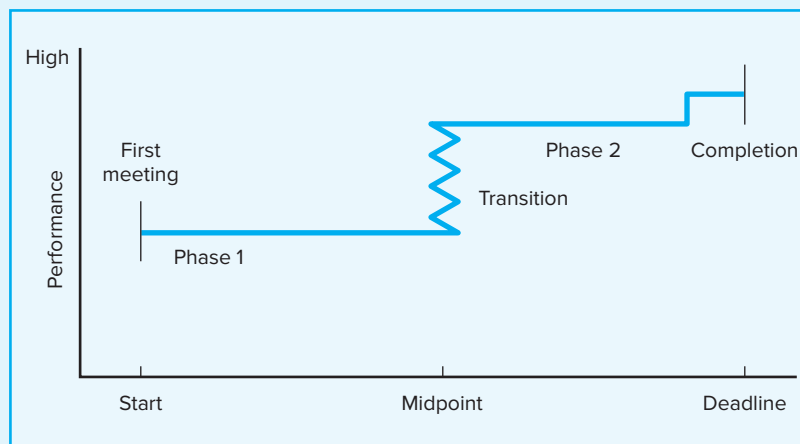 High
First
meeting
Performance
Phase 1
Transition
Phase 2
Completion
Start
Midpoint
Deadline